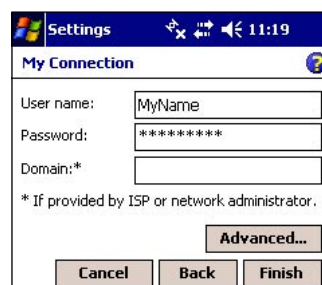 Settings 11:19
My Connection
User name: MyName
Password: *********
Domain:*
* If provided by ISP or network administrator.
Advanced...
Cancel Back Finish